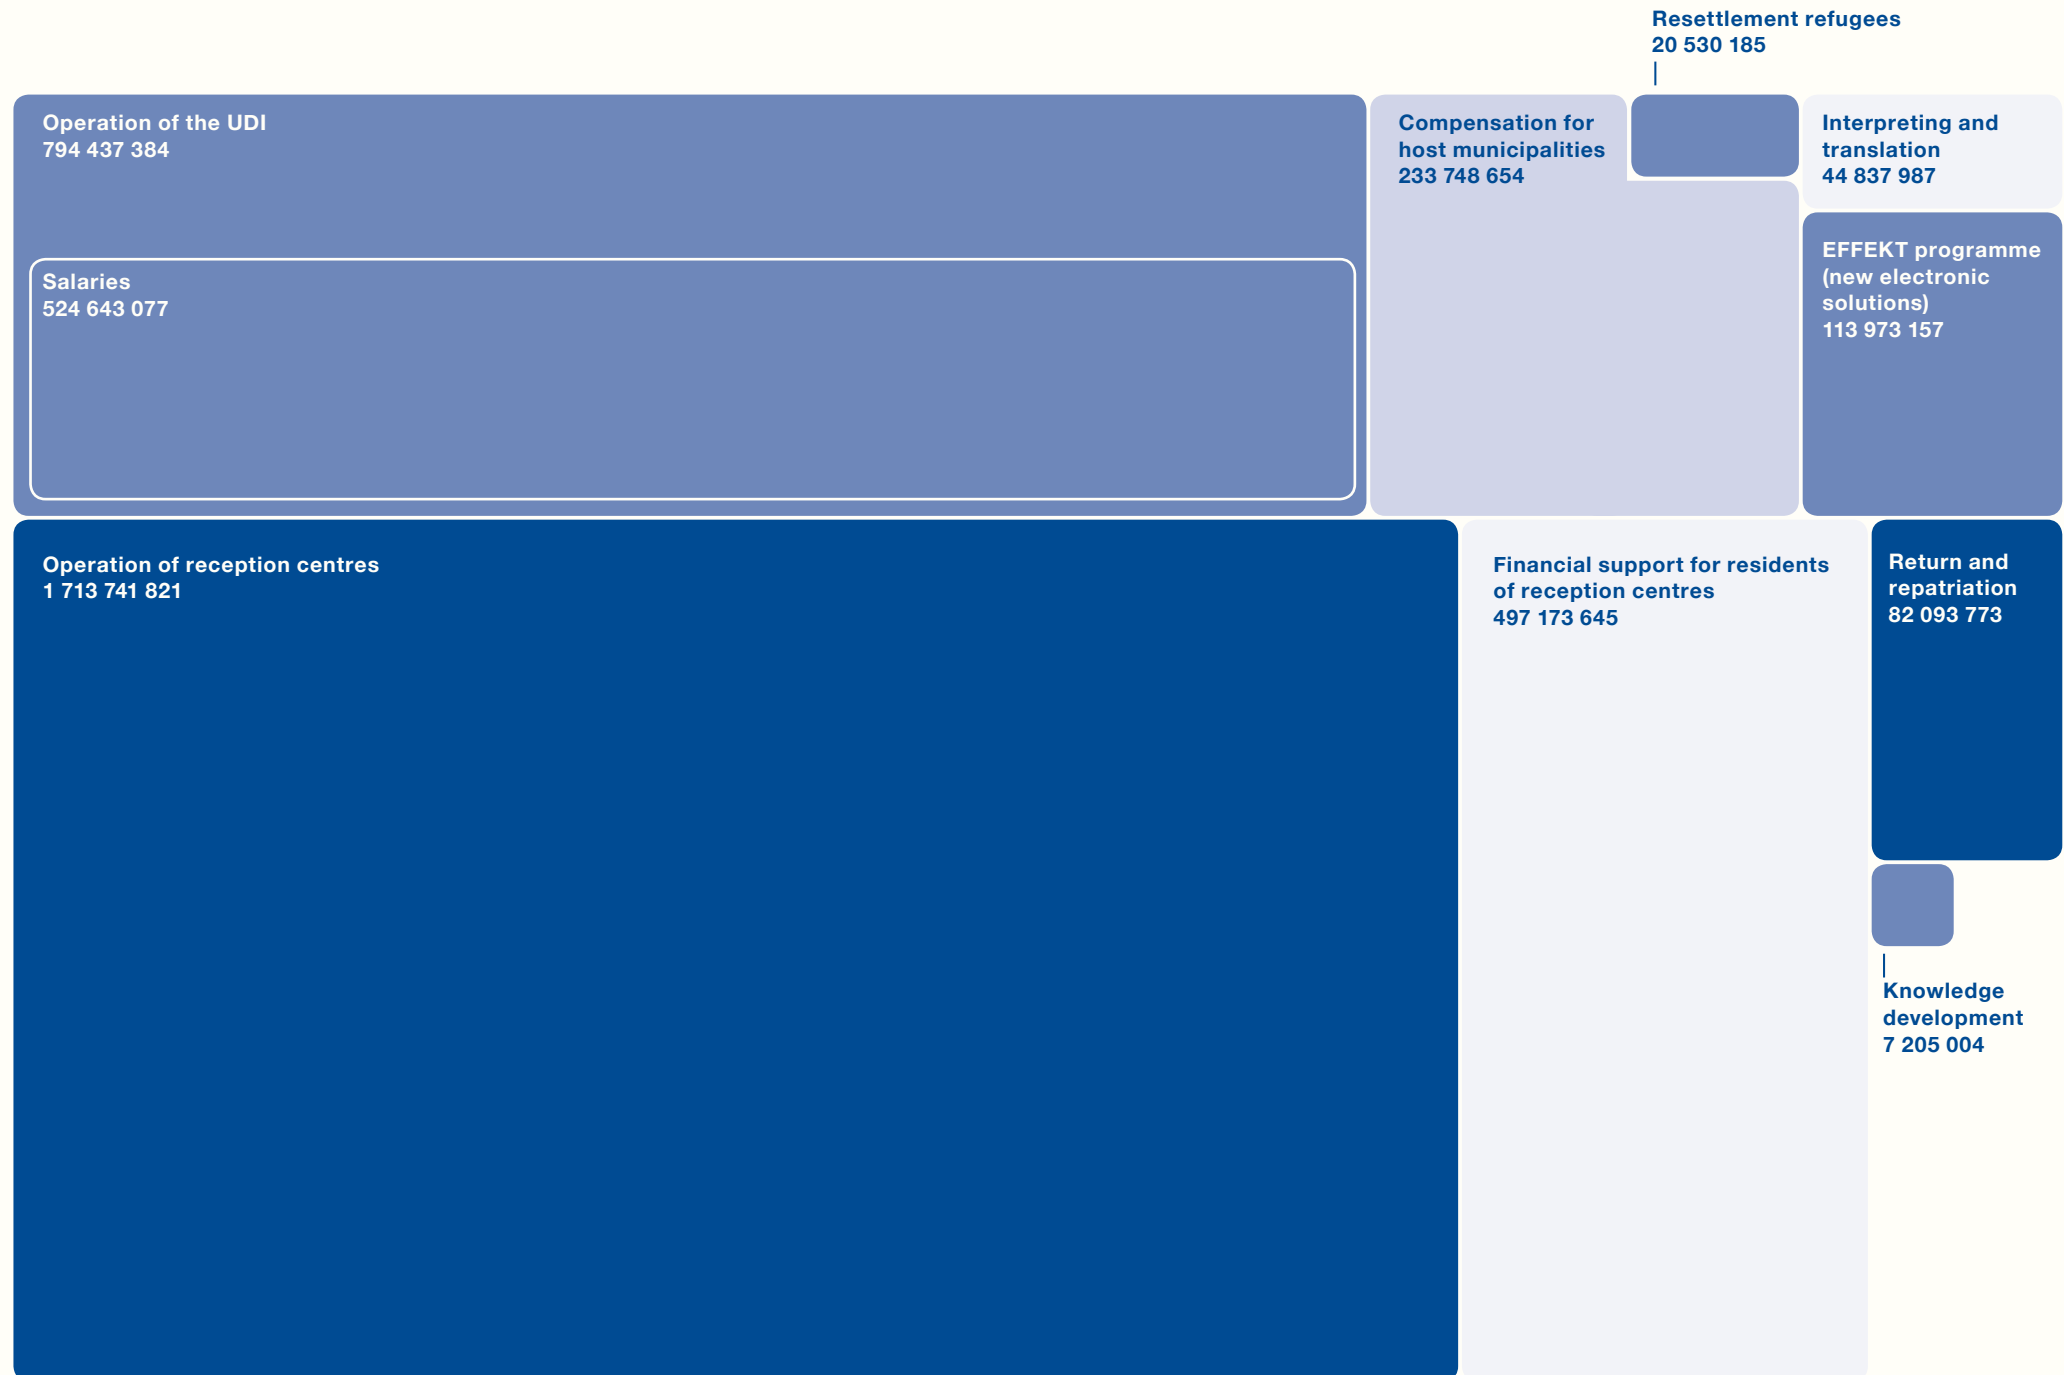 Resettlement refugees
20 530 185
Operation of the UDI
794 437 384
Salaries
524 643 077
Compensation for
host municipalities
233 748 654
Interpreting and
translation
44 837 987
EFFEKT programme
(new electronic
solutions)
113 973 157
Operation of reception centres
1 713 741 821
Financial support for residents
of reception centres
497 173 645
Return and
repatriation
82 093 773
Knowledge
development
7 205 004